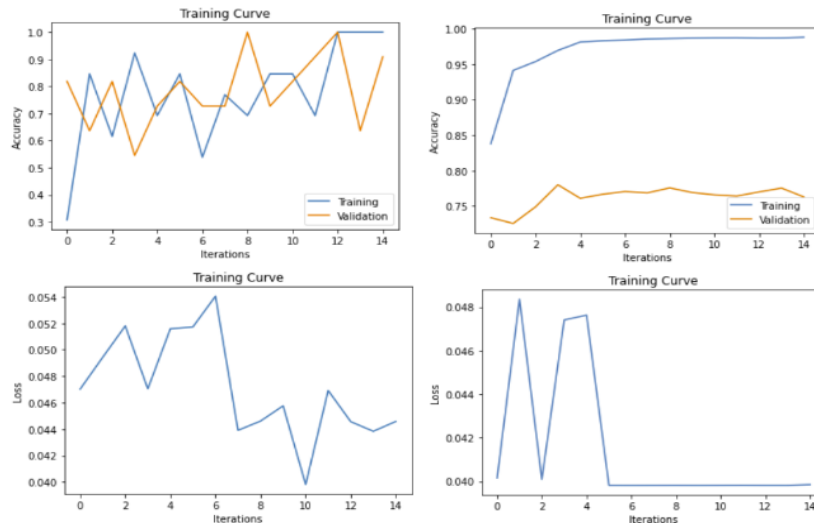 Training Curve
Accuracy
1.0
0.9
0.8
0.7
0.6
0.5
0.4
0.3
Training
Validation
0 2 4 6 8 10 12 14
Iterations
Training Curve
Accuracy
1.00
0.95
0.90
0.85
0.80
0.75
Training
Validation
0 2 4 6 8 10 12 14
Iterations
Training Curve
Loss
0.054
0.052
0.050
0.048
0.046
0.044
0.042
0.040
0 2 4 6 8 10 12 14
Iterations
Training Curve
Loss
0.048
0.046
0.044
0.042
0.040
0 2 4 6 8 10 12 14
Iterations